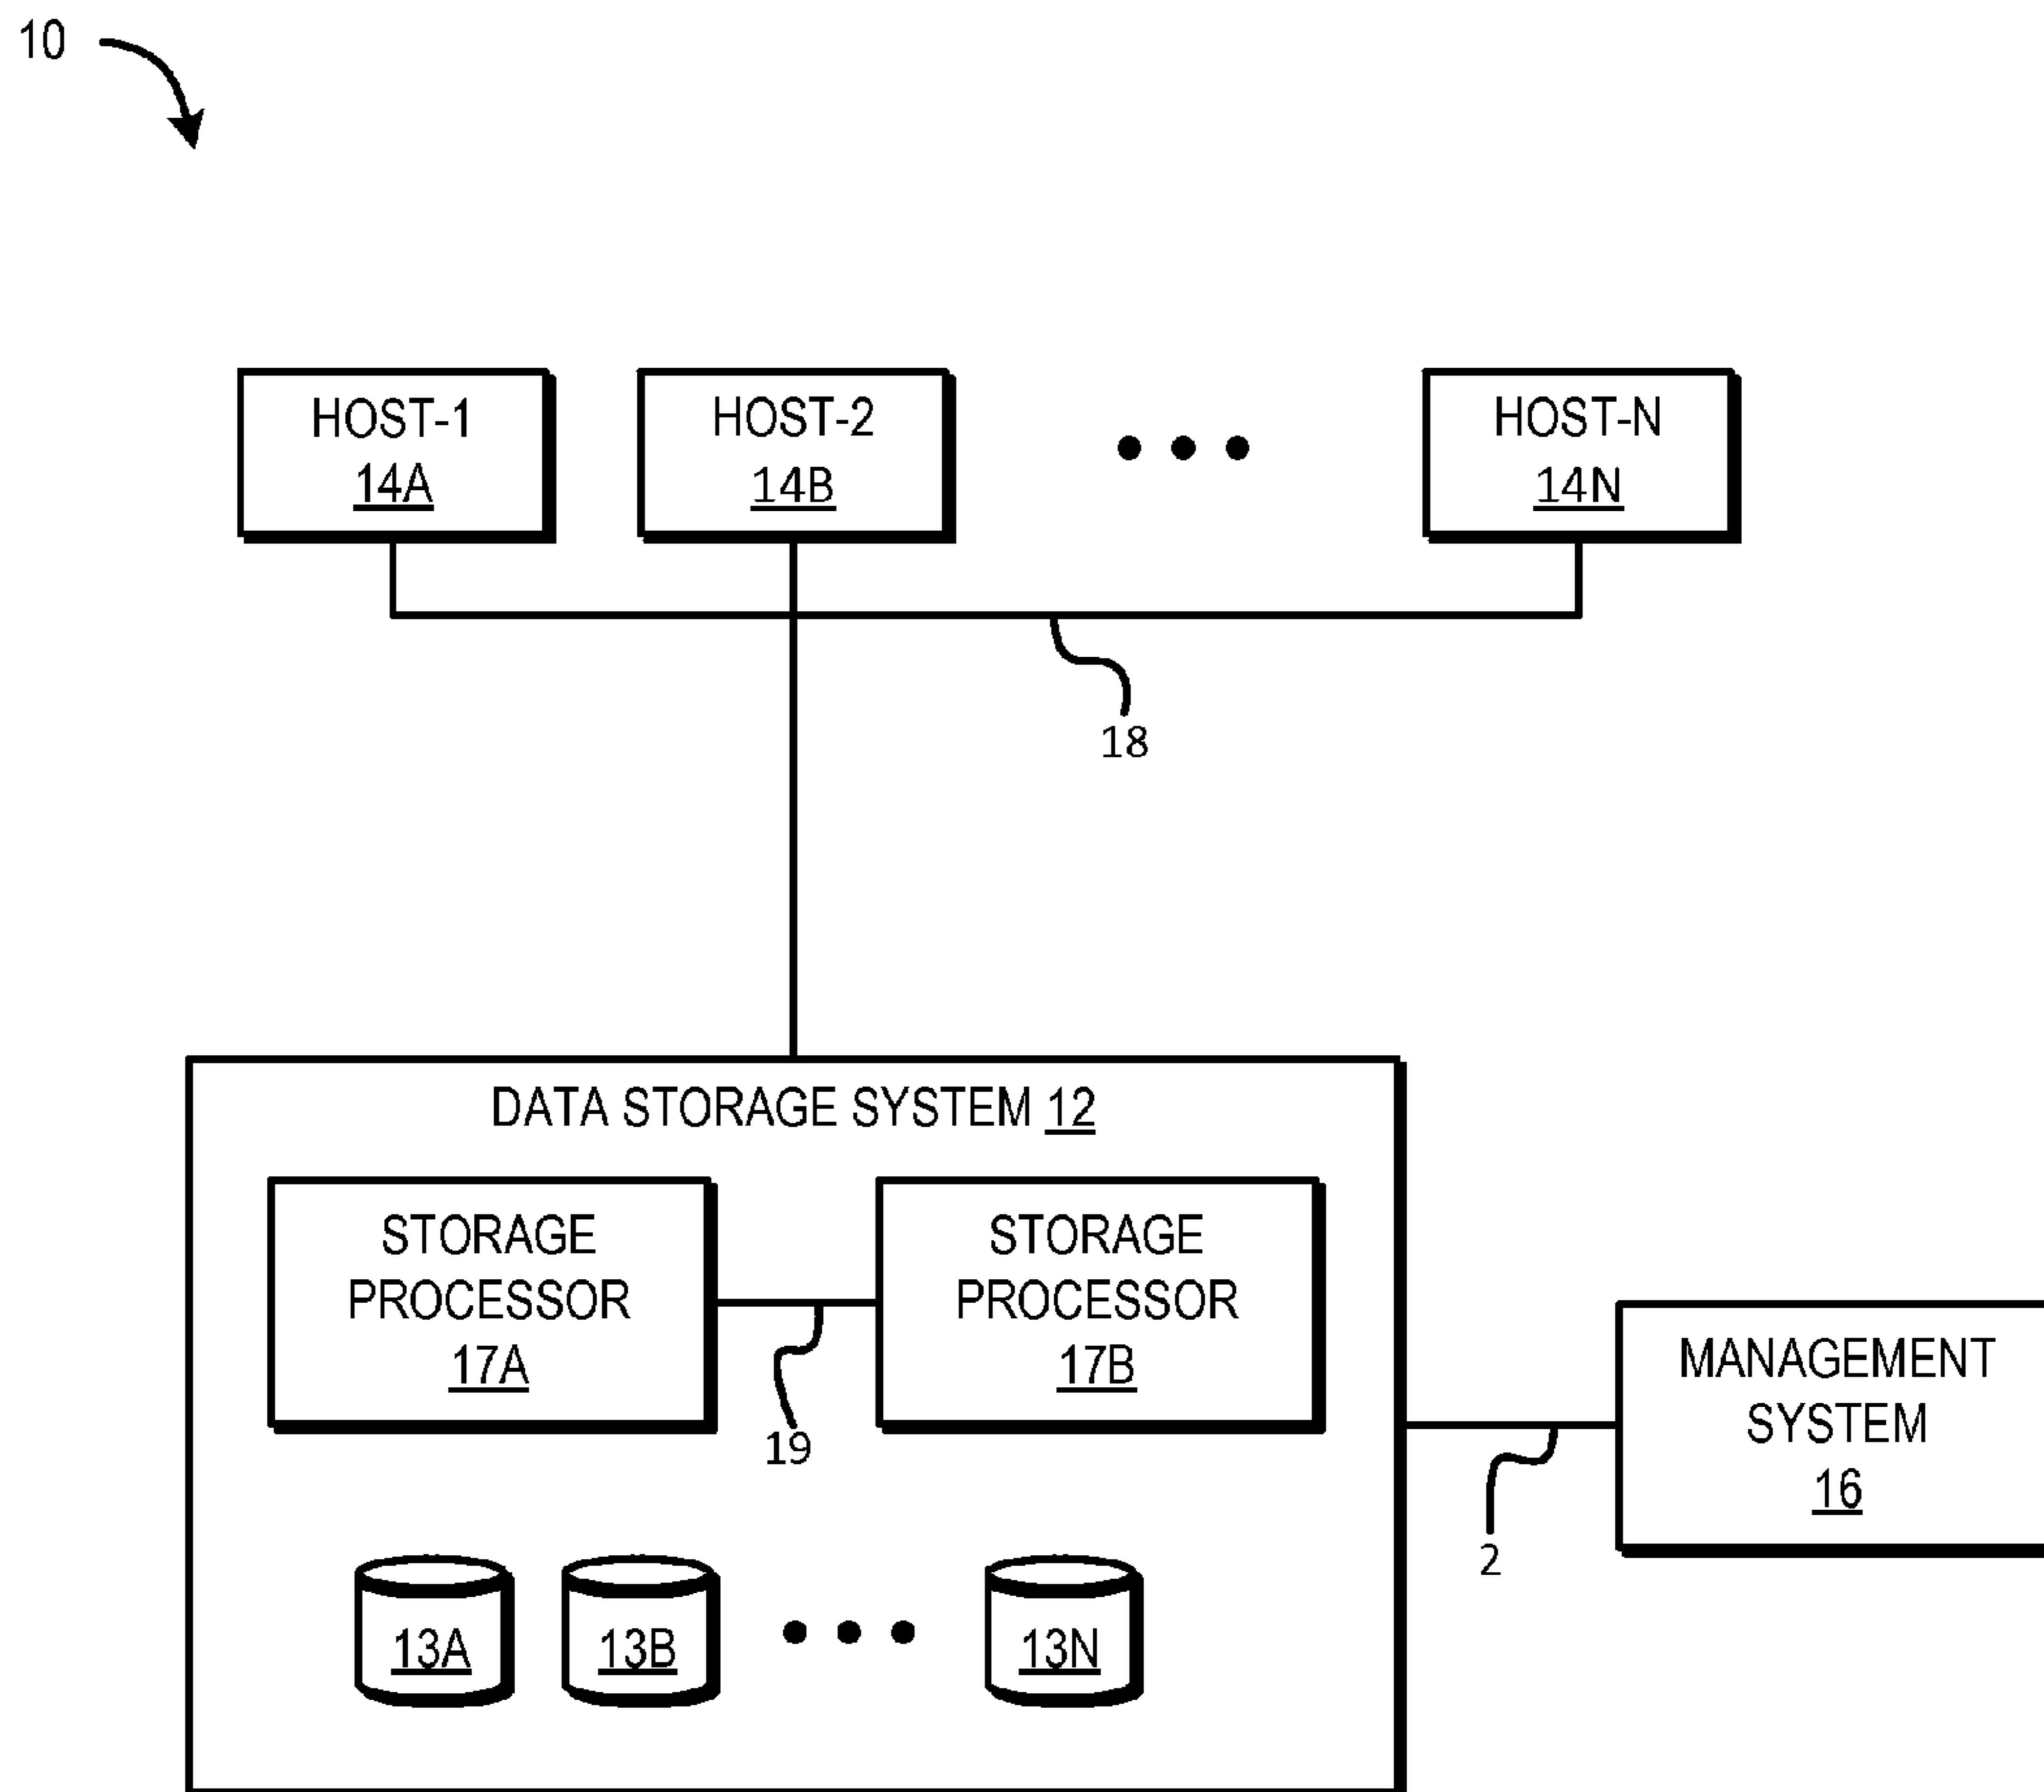 10
HOST-1
14A
HOST-2
14B
HOST-N
14N
18
DATA STORAGE SYSTEM 12
STORAGE
PROCESSOR
17A
STORAGE
PROCESSOR
17B
19
MANAGEMENT
SYSTEM
16
2
13A
13B
13N